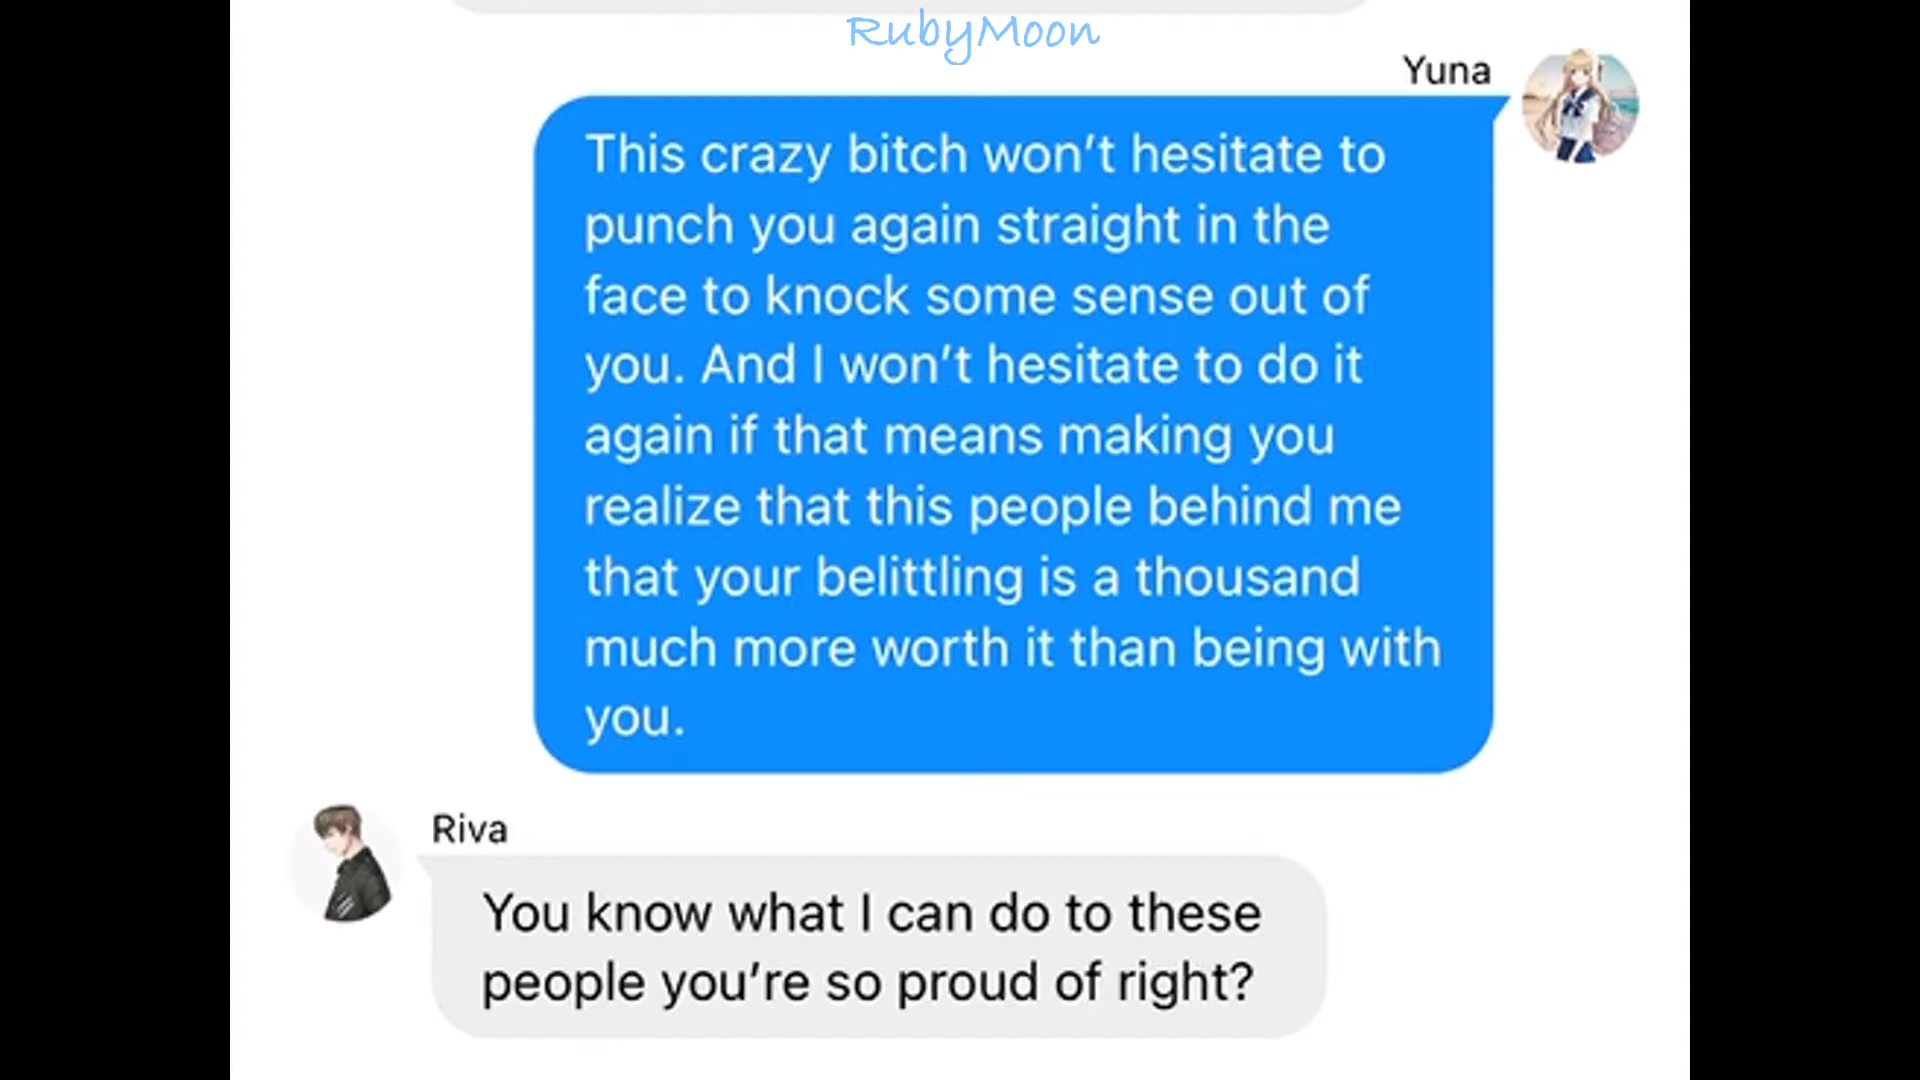 RubyMoon
Yuna
This crazy bitch won’t hesitate to
punch you again straight in the
face to knock some sense out of
you. And I won’t hesitate to do it
again if that means making you
realize that this people behind me
that your belittling is a thousand
much more worth it than being with
you.
Riva
You know what I can do to these
people you’re so proud of right?